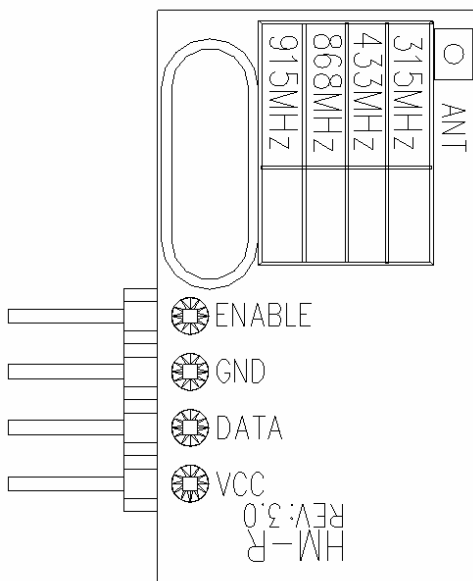 315MHz
433MHz
868MHz
915MHz
ANT
ENABLE
GND
DATA
VCC
HM-R
REV:3.0